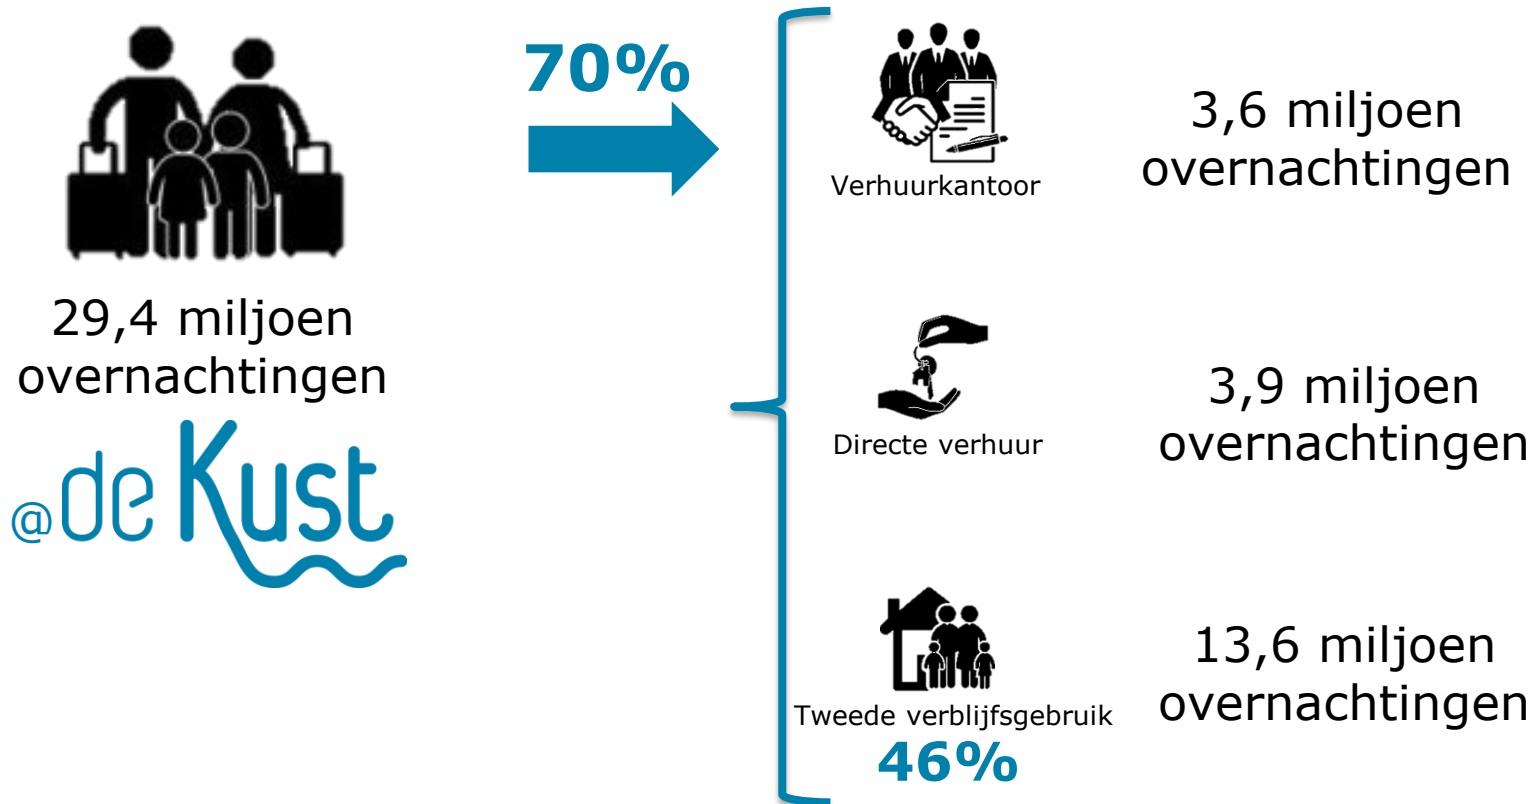 29,4 miljoen
overnachtingen
@de Kust
70%
Verhuurkantoor
3,6 miljoen
overnachtingen
Directe verhuur
3,9 miljoen
overnachtingen
Tweede verblijfsgebruik
46%
13,6 miljoen
overnachtingen